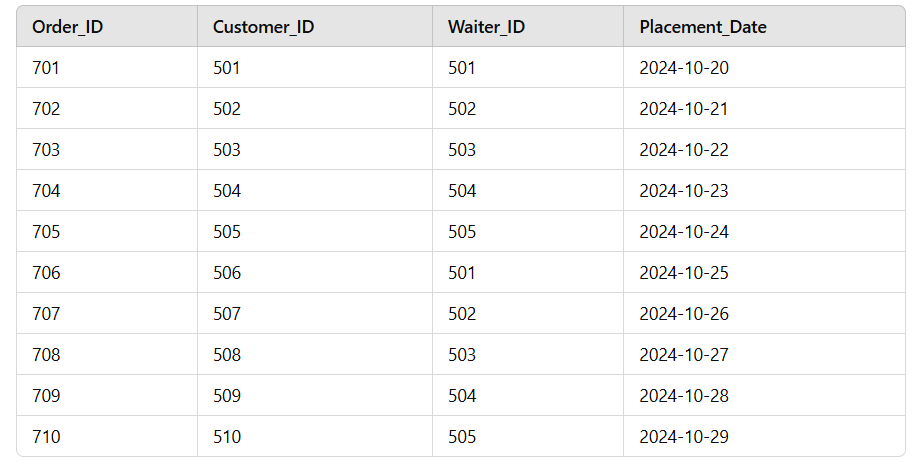 Order_ID Customer_ID Waiter_ID Placement_Date
701 501 501 2024-10-20
702 502 502 2024-10-21
703 503 503 2024-10-22
704 504 504 2024-10-23
705 505 505 2024-10-24
706 506 501 2024-10-25
707 507 502 2024-10-26
708 508 503 2024-10-27
709 509 504 2024-10-28
710 510 505 2024-10-29